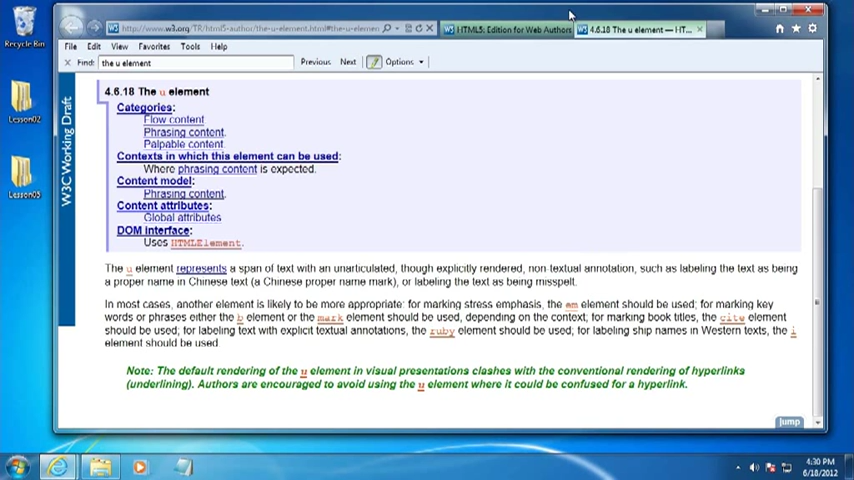 Recycle Bin
Lesson02
Lesson03
http://www.w3.org/TR/html5-author/the-u-element.html#the-u-elemen
HTML5: Edition for Web Authors
4.6.18 The u element — HT...
File Edit View Favorites Tools Help
Find: the u element
Previous Next Options
W3C Working Draft
4.6.18 The u element
Categories:
Flow content
Phrasing content.
Palpable content.
Contexts in which this element can be used:
Where phrasing content is expected.
Content model:
Phrasing content.
Content attributes:
Global attributes
DOM interface:
Uses HTMLElement.
The u element represents a span of text with an unarticulated, though explicitly rendered, non-textual annotation, such as labeling the text as being
a proper name in Chinese text (a Chinese proper name mark), or labeling the text as being misspelt.
In most cases, another element is likely to be more appropriate: for marking stress emphasis, the em element should be used; for marking key
words or phrases either the b element or the mark element should be used, depending on the context; for marking book titles, the cite element
should be used; for labeling text with explicit textual annotations, the ruby element should be used; for labeling ship names in Western texts, the i
element should be used.
Note: The default rendering of the u element in visual presentations clashes with the conventional rendering of hyperlinks
(underlining). Authors are encouraged to avoid using the u element where it could be confused for a hyperlink.
jump
4:30 PM
6/18/2012